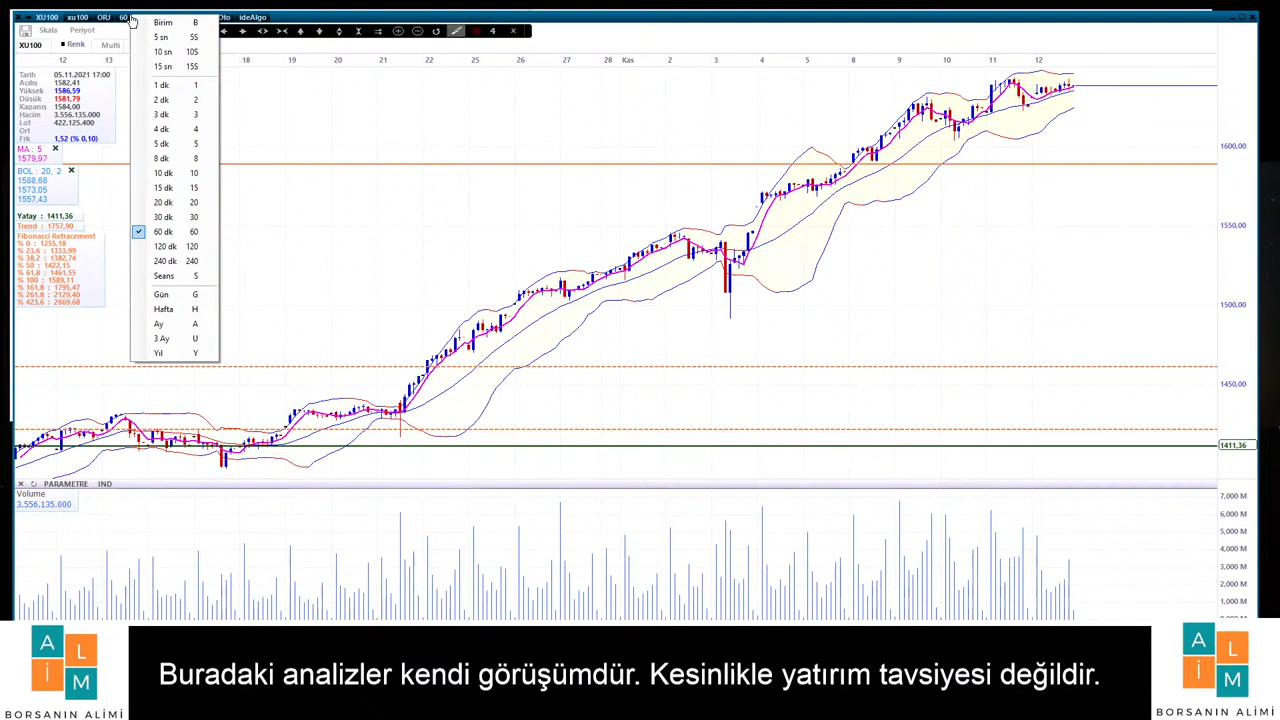 XU100 xu100 ORJ 60 Oto ideAlgo
Skala Periyot
XU100 Renk Multi
4
12 13 18 19 20 21 22 25 26 27 28 Kas 2 3 4 5 8 9 10 11 12
Birim B
5 sn 5S
10 sn 10S
15 sn 15S
1 dk 1
2 dk 2
3 dk 3
4 dk 4
5 dk 5
8 dk 8
10 dk 10
15 dk 15
20 dk 20
30 dk 30
60 dk 60
120 dk 120
240 dk 240
Seans S
Gün G
Hafta H
Ay A
3 Ay U
Yıl Y
Tarih 05.11.2021 17:00
Açılış 1582,41
Yüksek 1586,59
Düşük 1581,79
Kapanış 1584,00
Hacim 3.556.135.000
Lot 422.125.400
Ort
Frk 1,52 (% 0,10)
MA : 5
1579,97
BOL : 20, 2
1588,68
1573,05
1557,43
Yatay : 1411,36
Trend : 1757,90
Fibonacci Retracement
% 0 : 1255,18
% 23,6 : 1333,99
% 38,2 : 1382,74
% 50 : 1422,15
% 61,8 : 1461,55
% 100 : 1589,11
% 161,8 : 1795,47
% 261,8 : 2129,40
% 423,6 : 2669,68
1600,00
1550,00
1500,00
1450,00
1411,36
PARAMETRE IND
Volume
3.556.135.000
7,000 M
6,000 M
5,000 M
4,000 M
3,000 M
2,000 M
1,000 M
A L İ M
BORSANIN ALİMİ
Buradaki analizler kendi görüşümdür. Kesinlikle yatırım tavsiyesi değildir.
A L İ M
BORSANIN ALİMİ